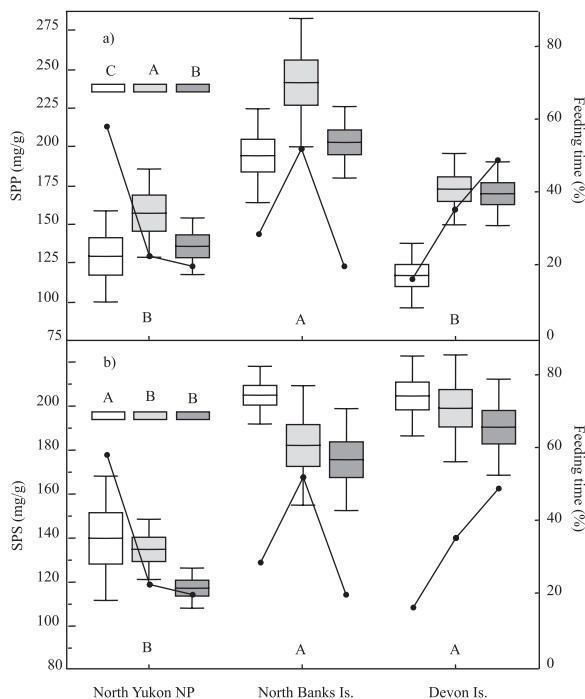 a)
C A B
275
250
225
200
175
150
125
100
75
SPP (mg/g)
80
60
40
20
0
Feeding time (%)
B A B
b)
A B B
200
180
160
140
120
100
80
SPS (mg/g)
80
60
40
20
0
Feeding time (%)
B A A
North Yukon NP North Banks Is. Devon Is.